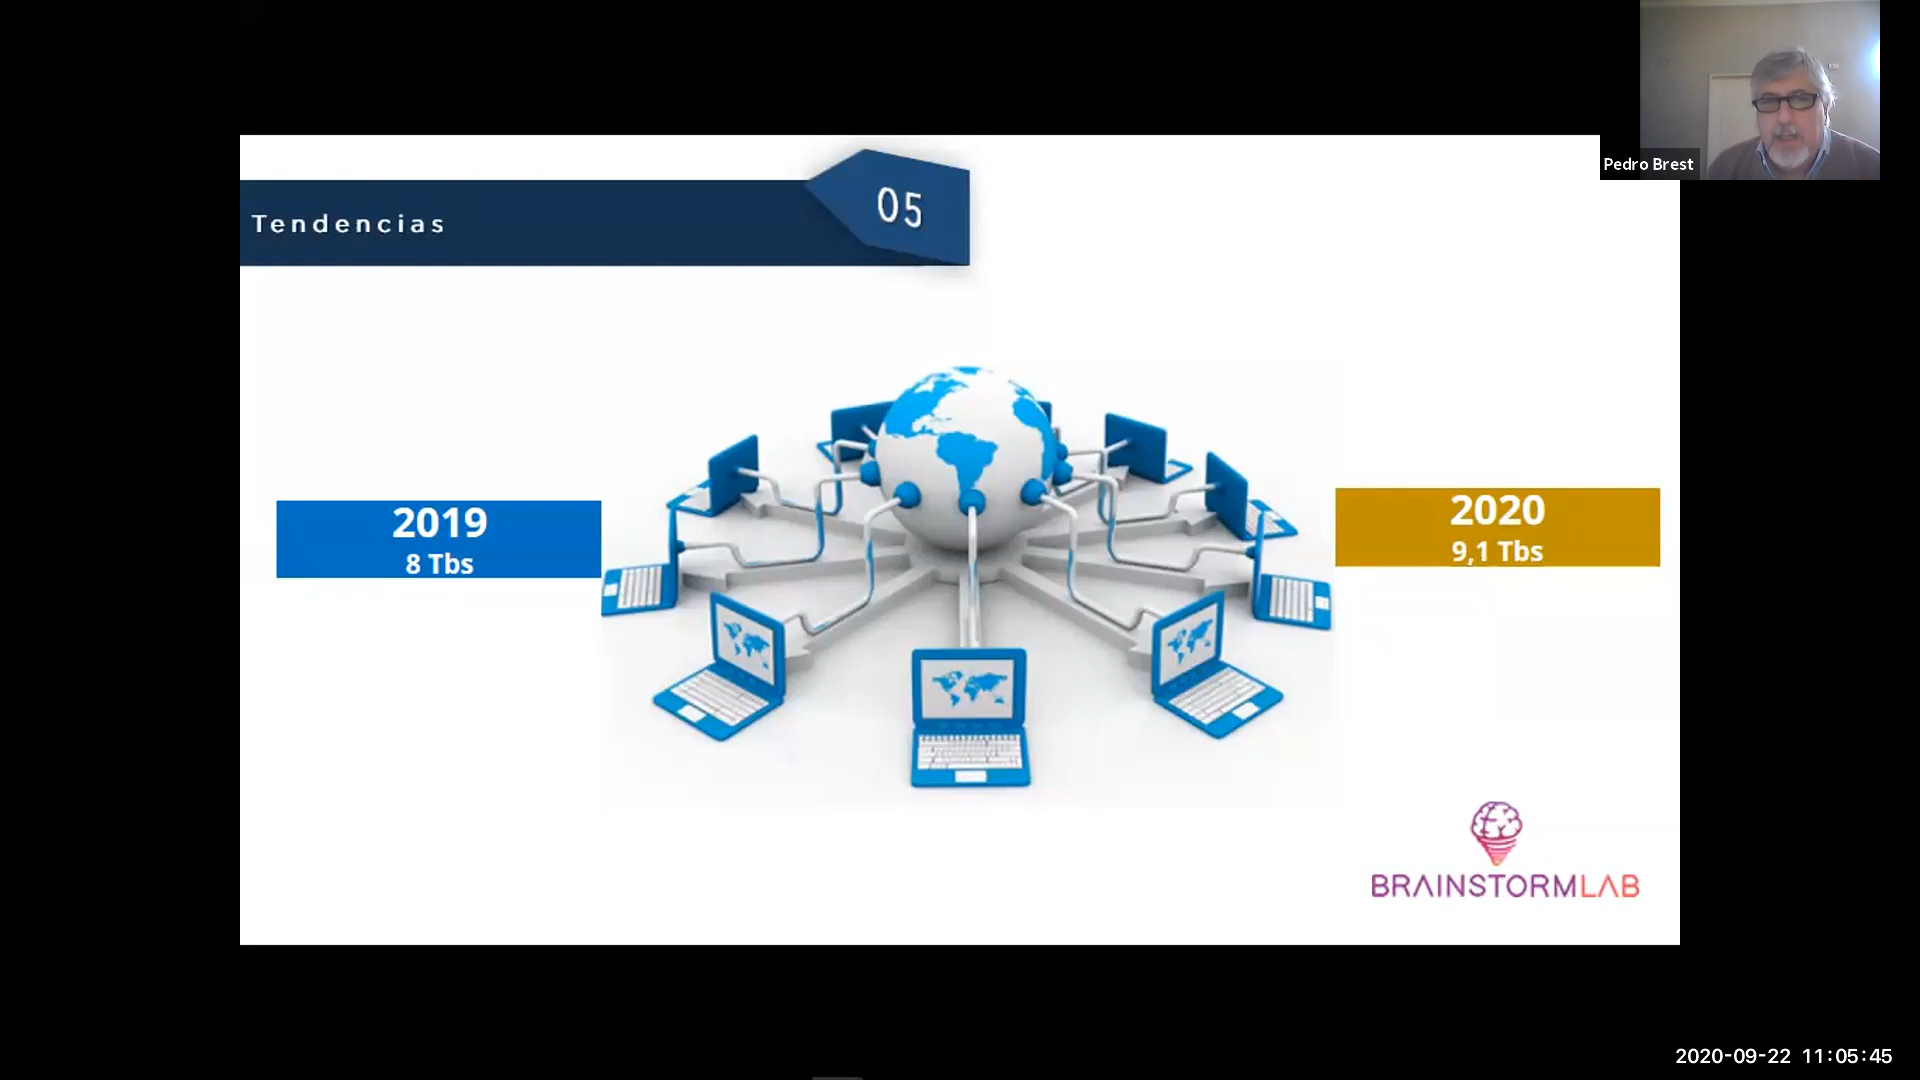 Pedro Brest
Tendencias
05
2019
8 Tbs
2020
9,1 Tbs
BRAINSTORMLAB
2020-09-22 11:05:45